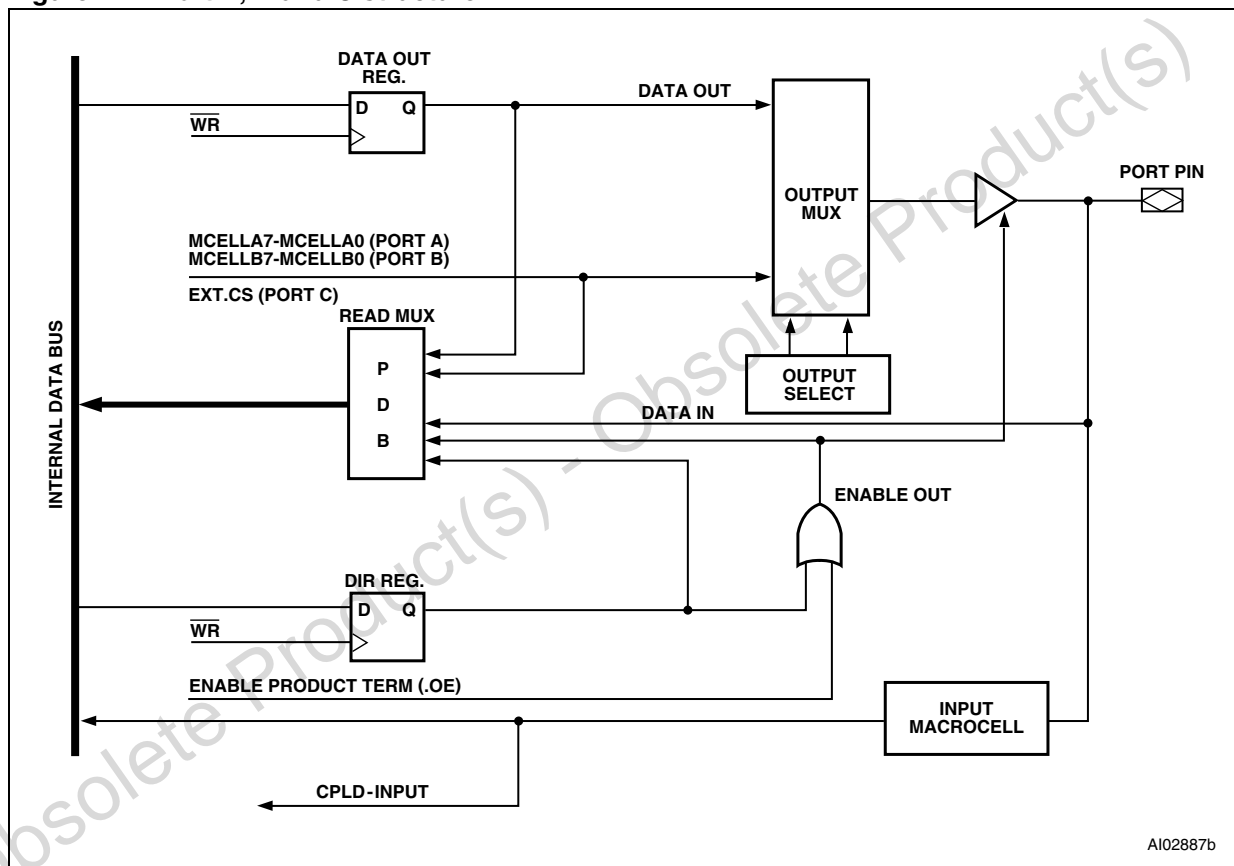 DATA OUT
REG.
D Q
DATA OUT
WR
PORT PIN
OUTPUT
MUX
MCELLA7-MCELLA0 (PORT A)
MCELLB7-MCELLB0 (PORT B)
EXT.CS (PORT C)
READ MUX
P
D
B
OUTPUT
SELECT
DATA IN
INTERNAL DATA BUS
ENABLE OUT
DIR REG.
D Q
WR
ENABLE PRODUCT TERM (.OE)
INPUT
MACROCELL
CPLD-INPUT
AI02887b
Obsolete Product(s) - Obsolete Product(s)